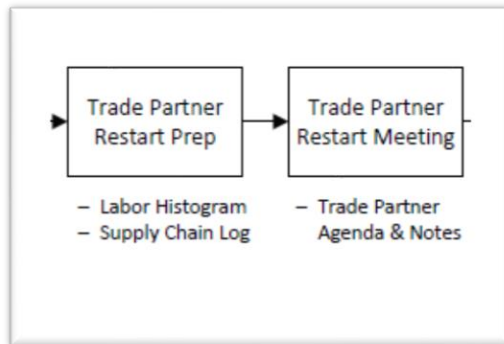 Trade Partner
Restart Prep
Trade Partner
Restart Meeting
– Labor Histogram
– Supply Chain Log
– Trade Partner
Agenda & Notes